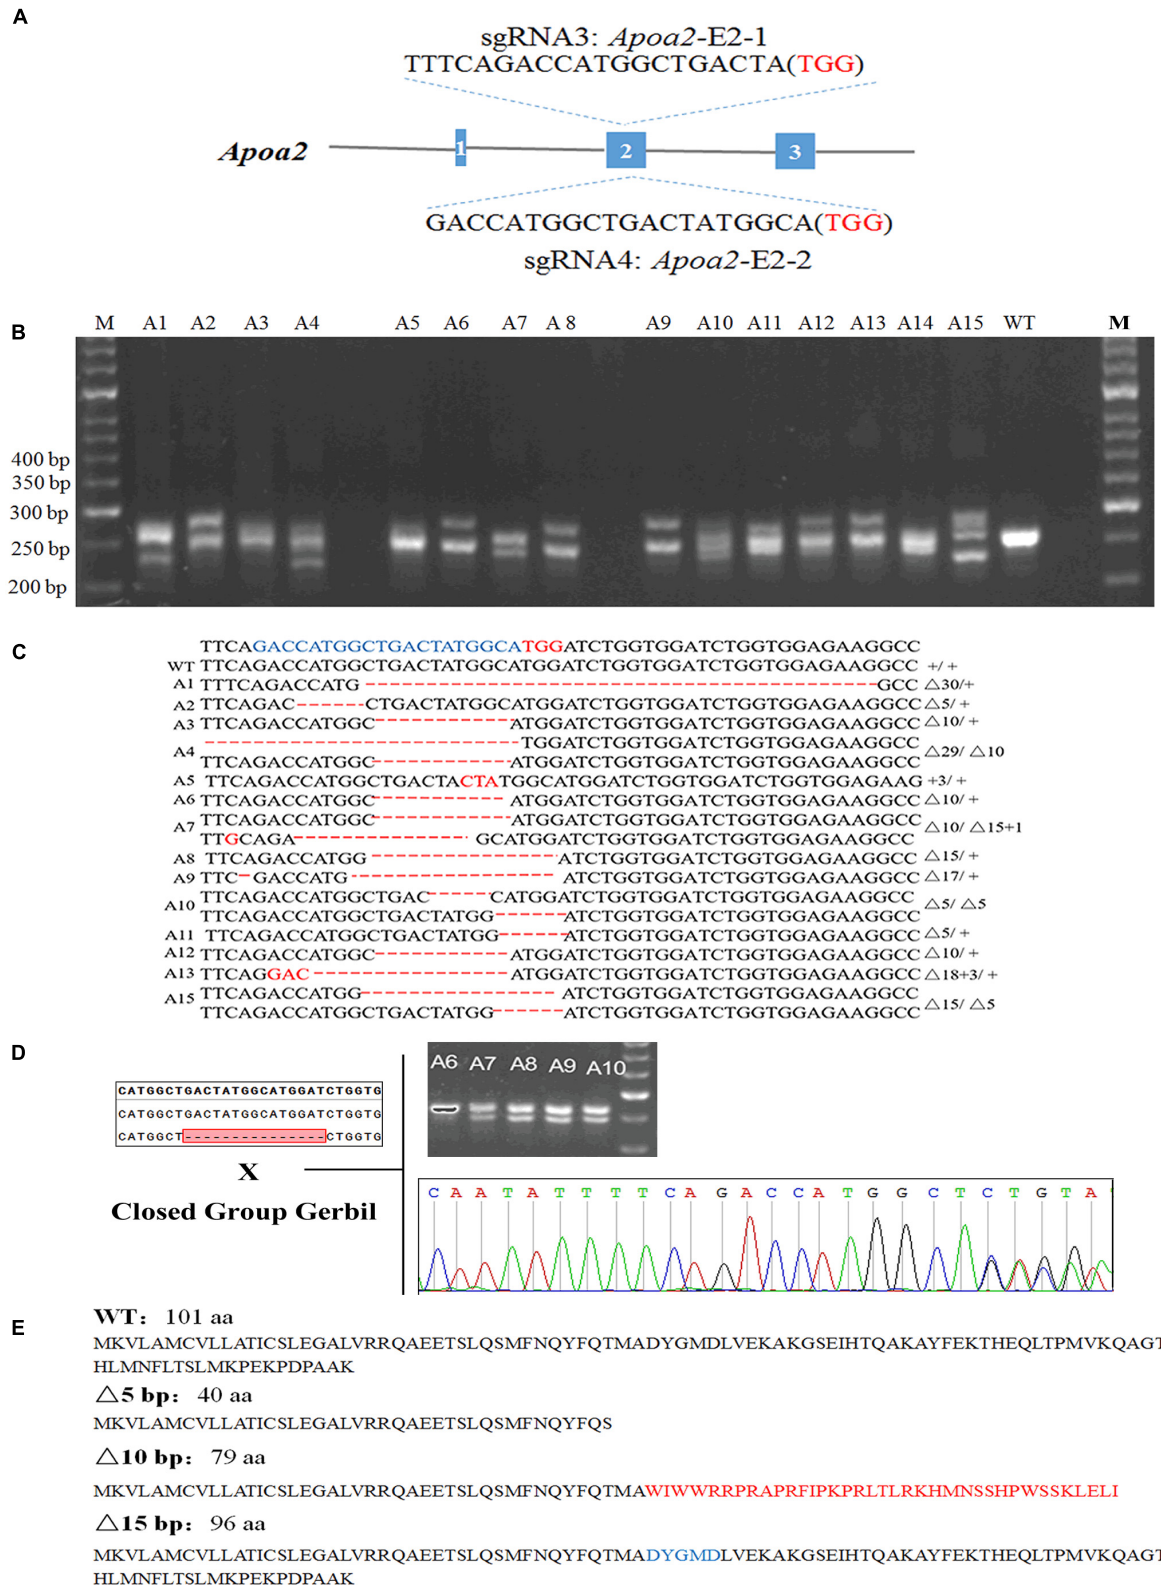 A
sgRNA3: Apoa2-E2-1
TTTCAGACCATGGCTGACTA(TGG)
Apoa2
1
2
3
GACCATGGCTGACTATGGCA(TGG)
sgRNA4: Apoa2-E2-2
B
M A1 A2 A3 A4 A5 A6 A7 A 8 A9 A10 A11 A12 A13 A14 A15 WT M
400 bp
350 bp
300 bp
250 bp
200 bp
C
TTCAGACCATGGCTGACTATGGCATGGATCTGGTGGATCTGGTGGAGAAGGCC
WT TTCAGACCATGGCTGACTATGGCATGGATCTGGTGGATCTGGTGGAGAAGGCC +/+
A1 TTTCAGACCATG--------------------------------------GCC △30/+
A2 TTCAGAC-----CTGACTATGGCATGGATCTGGTGGATCTGGTGGAGAAGGCC △5/+
A3 TTCAGACCATGGC----------ATGGATCTGGTGGATCTGGTGGAGAAGGCC △10/+
-----------------------TGGATCTGGTGGATCTGGTGGAGAAGGCC
A4 △29/ △10
TTCAGACCATGGC----------ATGGATCTGGTGGATCTGGTGGAGAAGGCC
A5 TTCAGACCATGGCTGACTACTATGGCATGGATCTGGTGGATCTGGTGGAGAAG +3/+
A6 TTCAGACCATGGC---------- ATGGATCTGGTGGATCTGGTGGAGAAGGCC △10/+
TTCAGACCATGGC----------ATGGATCTGGTGGATCTGGTGGAGAAGGCC
A7 △10/ △15+1
TTGCAGA------------- GCATGGATCTGGTGGATCTGGTGGAGAAGGCC
A8 TTCAGACCATGG--------------- ATCTGGTGGATCTGGTGGAGAAGGCC △15/+
A9 TTC-GACCATG---------------- ATCTGGTGGATCTGGTGGAGAAGGCC △17/+
TTCAGACCATGGCTGAC-----CATGGATCTGGTGGATCTGGTGGAGAAGGCC
A10 △5/ △5
TTCAGACCATGGCTGACTATGG-----ATCTGGTGGATCTGGTGGAGAAGGCC
A11 TTCAGACCATGGCTGACTATGG-----ATCTGGTGGATCTGGTGGAGAAGGCC △5/+
A12 TTCAGACCATGGC----------ATGGATCTGGTGGATCTGGTGGAGAAGGCC △10/+
A13 TTCAGGAC---------------ATGGATCTGGTGGATCTGGTGGAGAAGGCC △18+3/+
TTCAGACCATGG--------------- ATCTGGTGGATCTGGTGGAGAAGGCC
A15 △15/ △5
TTCAGACCATGGCTGACTATGG-----ATCTGGTGGATCTGGTGGAGAAGGCC
D
CATGGCTGACTATGGCATGGATCTGGTG
CATGGCTGACTATGGCATGGATCTGGTG
CATGGCT---------------CTGGTG
X
Closed Group Gerbil
A6 A7 A8 A9 A10
C A A T A T T T T C A G A C C A T G G C T C T G T A
E
WT: 101 aa
MKVLAMCVLLATICSLEGALVRRQAEETSLQSMFNQYFQTMADYGMDLVEKAKGSEIHTQAKAYFEKTHEQLTPMVKQAGT
HLMNFLTSLMKPEKPDPAAK
△5 bp: 40 aa
MKVLAMCVLLATICSLEGALVRRQAEETSLQSMFNQYFQS
△10 bp: 79 aa
MKVLAMCVLLATICSLEGALVRRQAEETSLQSMFNQYFQTMAWIWWRRPRAPRFIPKPRLTLRKHMNSSHPWSSKLELI
△15 bp: 96 aa
MKVLAMCVLLATICSLEGALVRRQAEETSLQSMFNQYFQTMADYGMDLVEKAKGSEIHTQAKAYFEKTHEQLTPMVKQAGT
HLMNFLTSLMKPEKPDPAAK